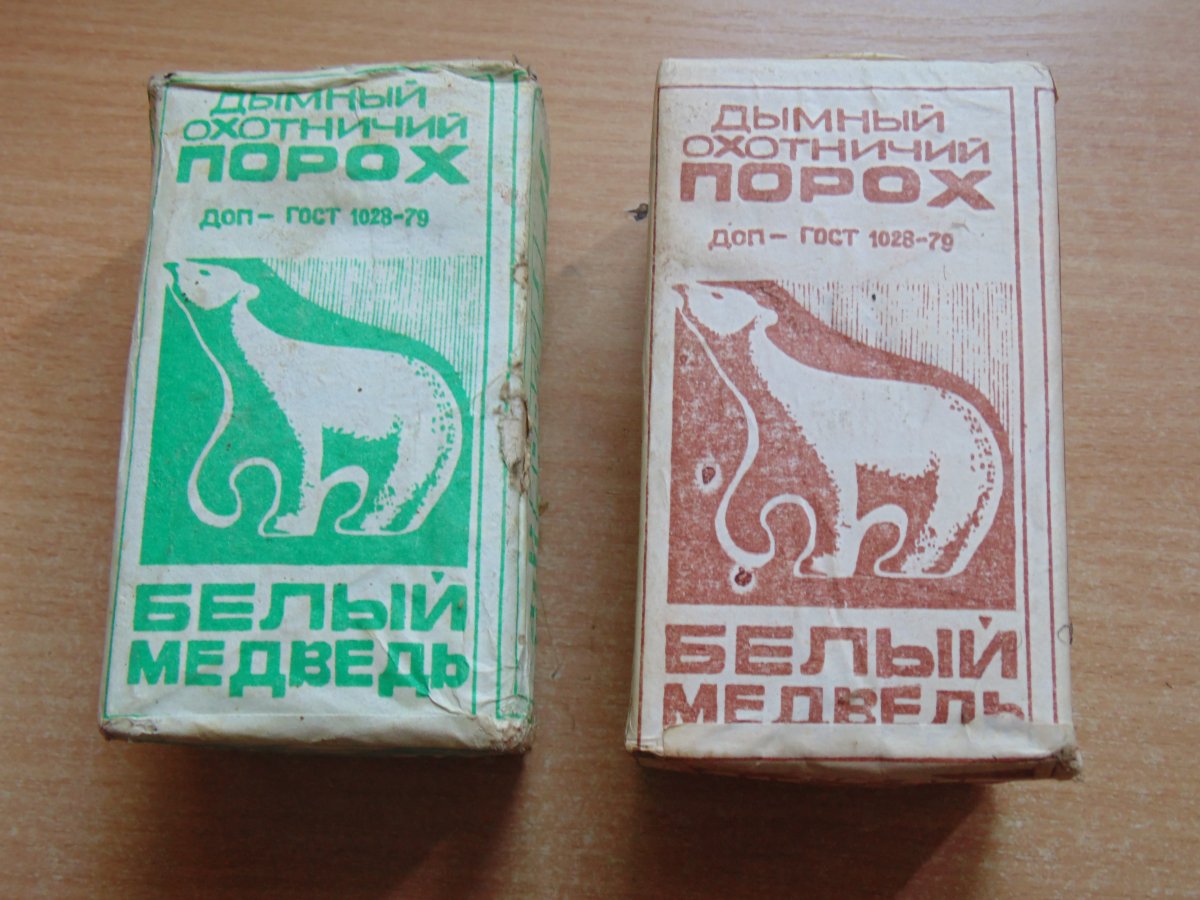 ДЫМНЫЙ
ОХОТНИЧИЙ
ПОРОХ
ДОП – ГОСТ 1028-79
БЕЛЫЙ
МЕДВЕДЬ
ДЫМНЫЙ
ОХОТНИЧИЙ
ПОРОХ
ДОП – ГОСТ 1028-79
БЕЛЫЙ
МЕДВЕДЬ